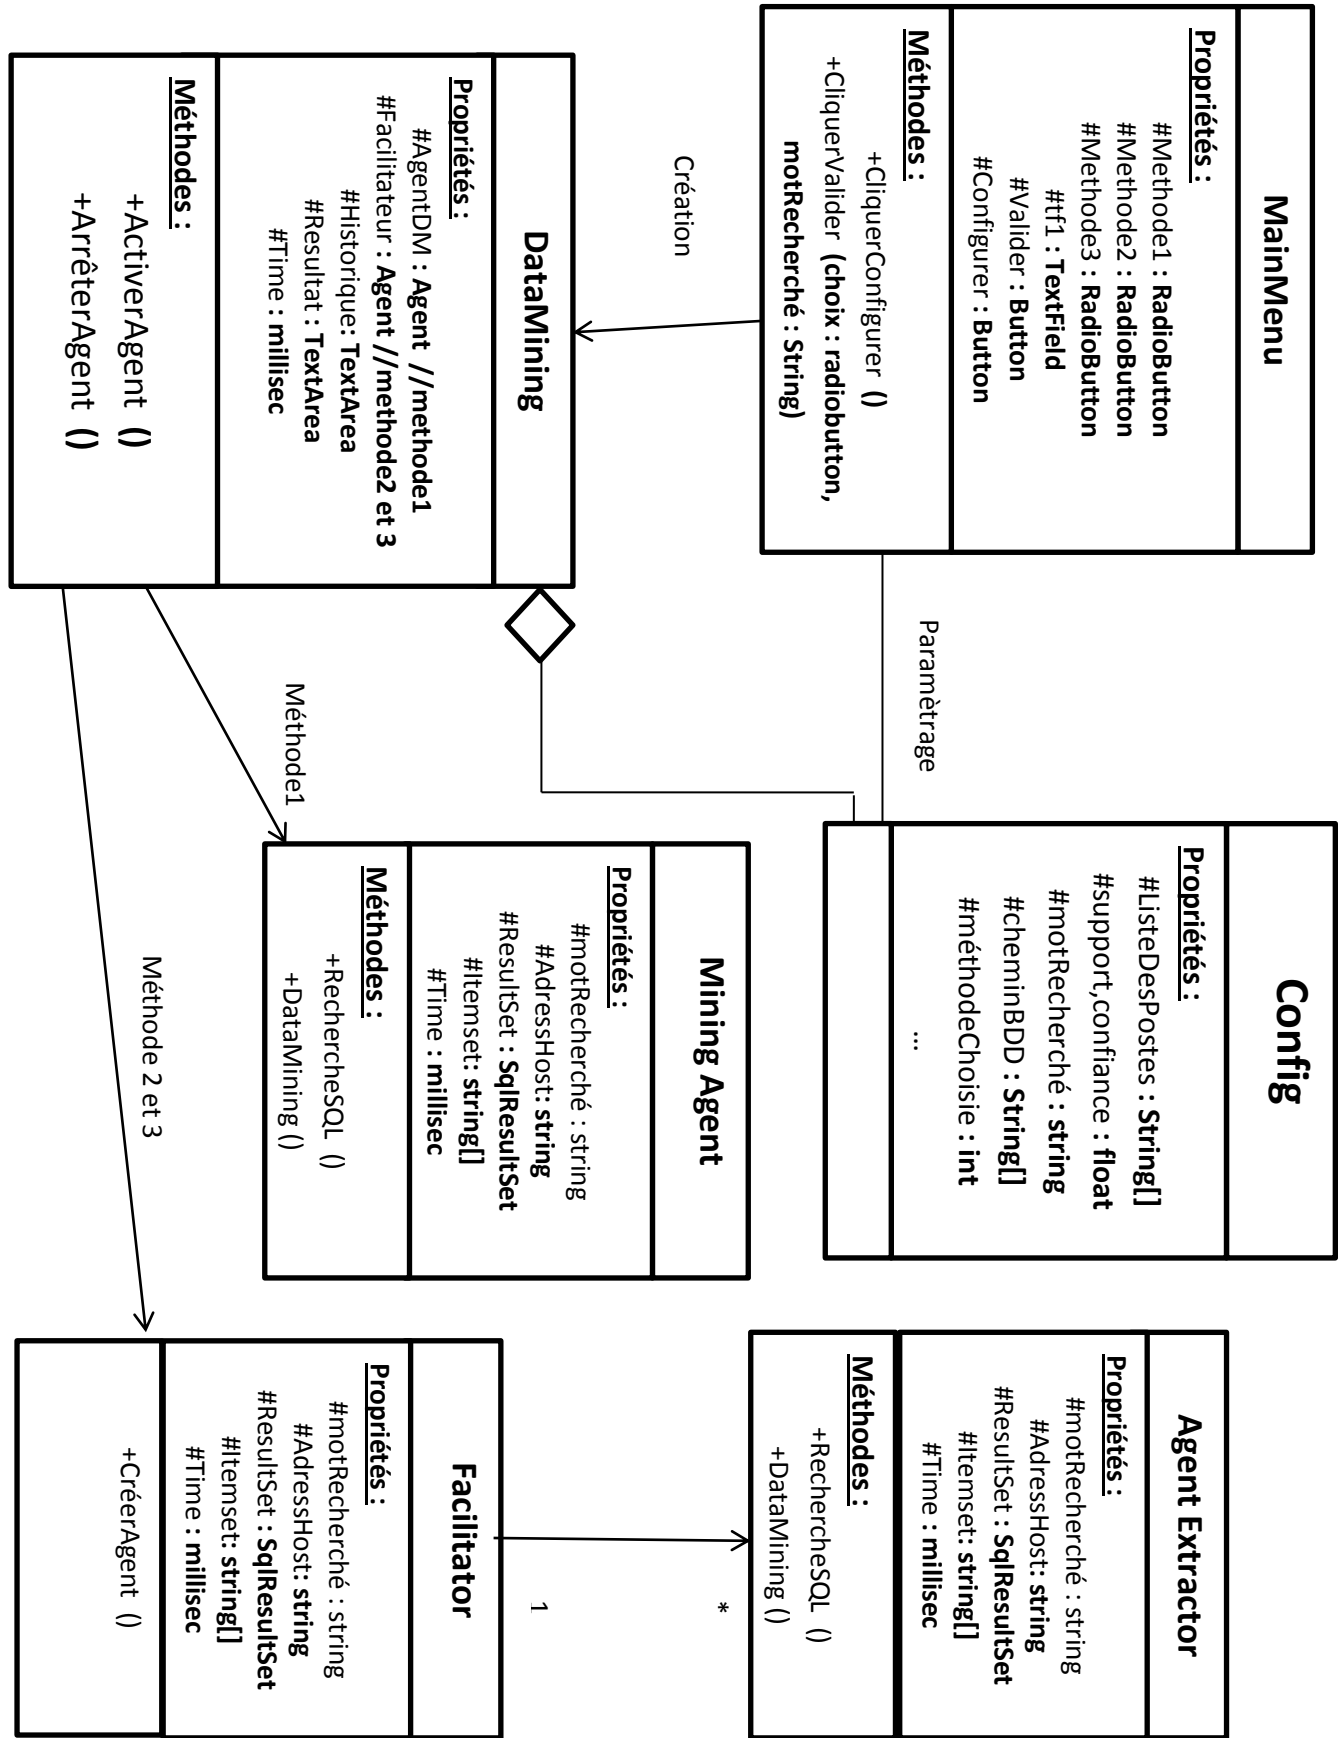 MainMenu
Propriétés :
#Methode1 : RadioButton
#Methode2 : RadioButton
#Methode3 : RadioButton
#tf1 : TextField
#Valider : Button
#Configurer : Button
Méthodes :
+CliquerConfigurer ()
+CliquerValider (choix : radiobutton,
motRecherché : String)
Paramètrage
Config
Propriétés :
#ListeDesPostes : String[]
#support,confiance : float
#motRecherché : string
#cheminBDD : String[]
#méthodeChoisie : int
...
Agent Extractor
Propriétés :
#motRecherché : string
#AdressHost: string
#ResultSet : SqlResultSet
#Itemset: string[]
#Time : millisec
Méthodes :
+RechercheSQL ()
+DataMining ()
Création
DataMining
Propriétés :
#AgentDM : Agent //methode1
#Facilitateur : Agent //methode2 et 3
#Historique: TextArea
#Resultat : TextArea
#Time : millisec
Méthodes :
+ActiverAgent ()
+ArrêterAgent ()
Méthode1
Méthode 2 et 3
Mining Agent
Propriétés :
#motRecherché : string
#AdressHost: string
#ResultSet : SqlResultSet
#Itemset: string[]
#Time : millisec
Méthodes :
+RechercheSQL ()
+DataMining ()
*
1
Facilitator
Propriétés :
#motRecherché : string
#AdressHost: string
#ResultSet : SqlResultSet
#Itemset: string[]
#Time : millisec
+CréerAgent ()